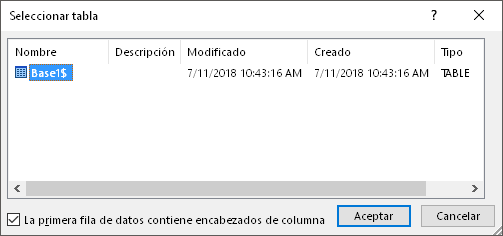 Seleccionar tabla ? ×
Nombre Descripción Modificado Creado Tipo
Base1$ 7/11/2018 10:43:16 AM 7/11/2018 10:43:16 AM TABLE
La primera fila de datos contiene encabezados de columna Aceptar Cancelar